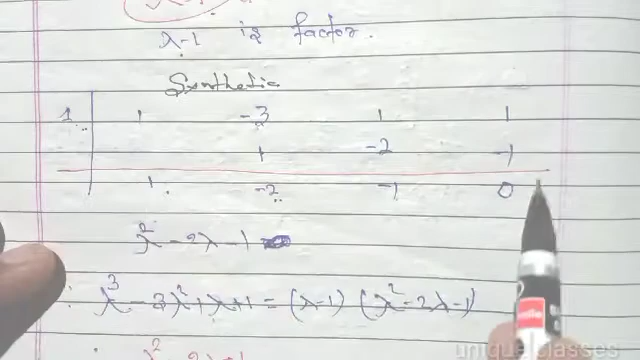 λ-1 is factor.
Synthetic
1 1 -3 1 1
1 -2 -1
1 -2 -1 0
λ² - 2λ - 1
∴ λ³ - 3λ² + λ + 1 = (λ-1) (λ² - 2λ - 1)
unique classes